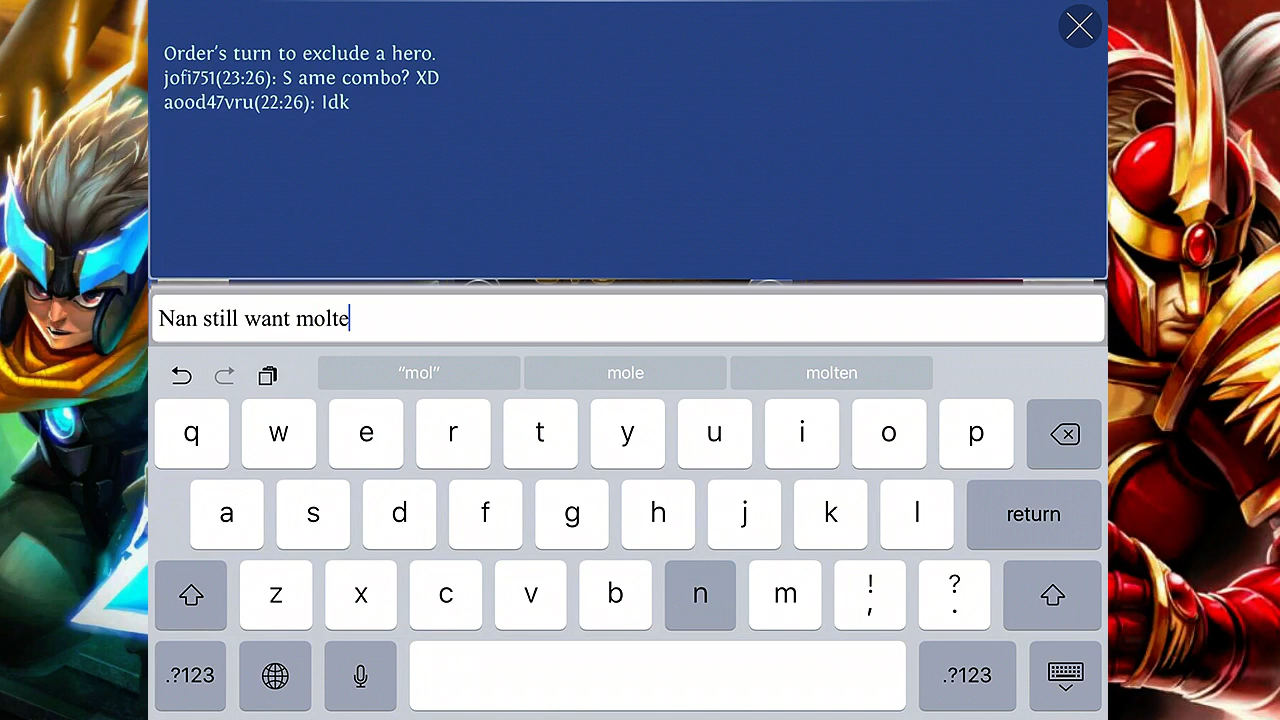 Order's turn to exclude a hero.
jofi751(23:26): S ame combo? XD
aood47vru(22:26): Idk
Nan still want molte
“mol” mole molten
q w e r t y u i o p
a s d f g h j k l return
z x c v b n m ! , ? .
.?123 .?123